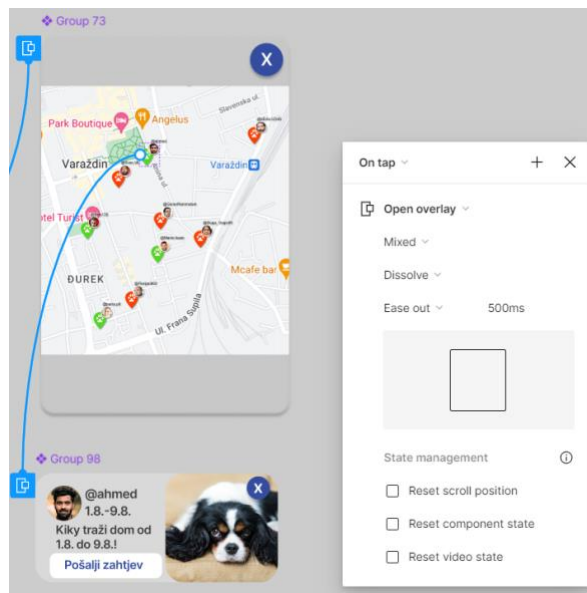 Group 73
X
Slavenska ul.
Park Boutique
Angelus
Varaždin
Varaždin
Hotel Turist
Mcafe bar
ĐUREK
Ul. Frana Supila
Group 98
@ahmed
1.8.-9.8.
X
Kiky traži dom od
1.8. do 9.8.!
Pošalji zahtjev
On tap
Open overlay
Mixed
Dissolve
Ease out 500ms
State management
Reset scroll position
Reset component state
Reset video state